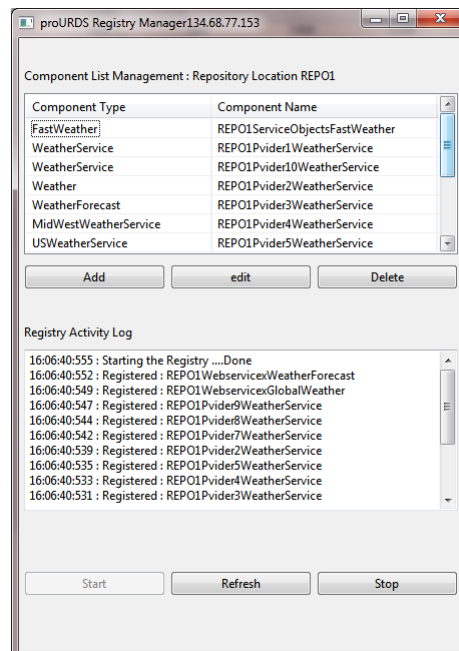 proURDS Registry Manager134.68.77.153
Component List Management : Repository Location REPO1
Component Type Component Name
FastWeather REPO1ServiceObjectsFastWeather
WeatherService REPO1Pvider1WeatherService
WeatherService REPO1Pvider10WeatherService
Weather REPO1Pvider2WeatherService
WeatherForecast REPO1Pvider3WeatherService
MidWestWeatherService REPO1Pvider4WeatherService
USWeatherService REPO1Pvider5WeatherService
Add edit Delete
Registry Activity Log
16:06:40:555 : Starting the Registry ....Done
16:06:40:552 : Registered : REPO1WebservicexWeatherForecast
16:06:40:549 : Registered : REPO1WebservicexGlobalWeather
16:06:40:547 : Registered : REPO1Pvider9WeatherService
16:06:40:544 : Registered : REPO1Pvider8WeatherService
16:06:40:542 : Registered : REPO1Pvider7WeatherService
16:06:40:539 : Registered : REPO1Pvider2WeatherService
16:06:40:535 : Registered : REPO1Pvider5WeatherService
16:06:40:533 : Registered : REPO1Pvider4WeatherService
16:06:40:531 : Registered : REPO1Pvider3WeatherService
Start Refresh Stop